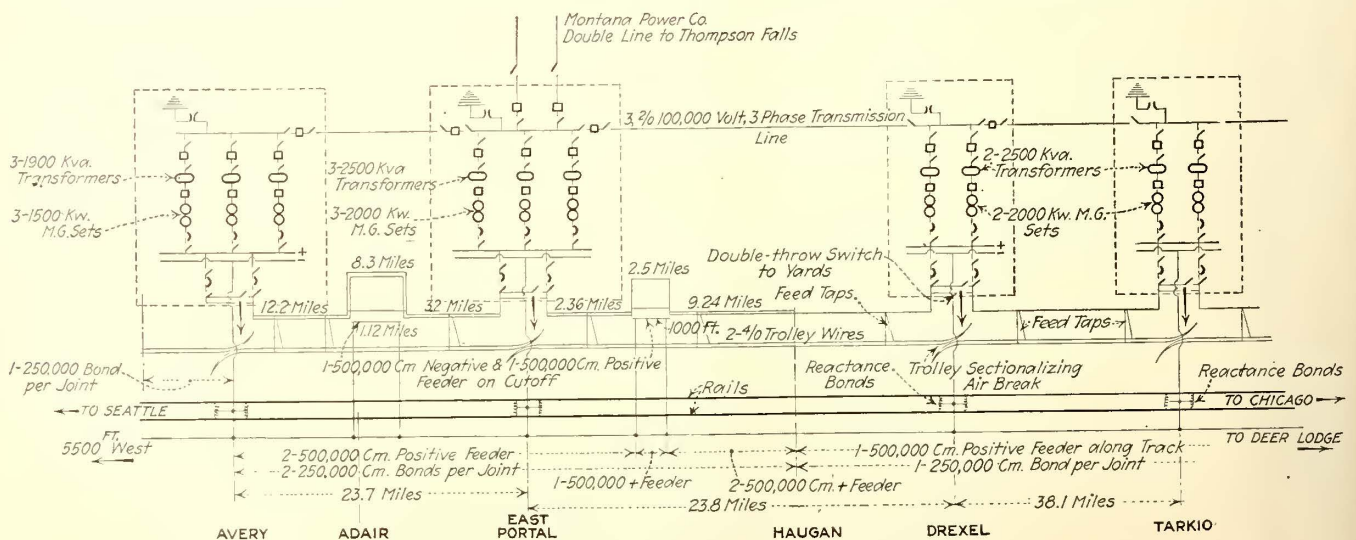 Montana Power Co.
Double Line to Thompson Falls
3, 2/0 100,000 Volt, 3 Phase Transmission
Line
3-1900 Kva.
Transformers
3-1500 Kw.
M.G. Sets
3-2500 Kva
Transformers
3-2000 Kw.
M.G. Sets
2-2500 Kva.
Transformers
2-2000 Kw. M.G.
Sets
+
-
+
-
8.3 Miles
2.5 Miles
Double-throw Switch
to Yards
12.2 Miles
1.12 Miles
32 Miles
2.36 Miles
9.24 Miles
1000 ft.
Feed Taps
Feed Taps
2-4/0 Trolley Wires
1-500,000 Cm Negative & 1-500,000 Cm. Positive
Feeder on Cutoff
1-250,000 Bond
per Joint
Reactance
Bonds
Trolley Sectionalizing
Air Break
Reactance Bonds
Rails
TO SEATTLE
TO CHICAGO
5500 FT. West
TO DEER LODGE
2-500,000 Cm. Positive Feeder
2-250,000 Cm. Bonds per Joint
1-500,000 + Feeder
2-500,000 Cm. + Feeder
1-500,000 Cm. Positive Feeder along Track
1-250,000 Cm. Bond per Joint
23.7 Miles
23.8 Miles
38.1 Miles
AVERY
ADAIR
EAST
PORTAL
HAUGAN
DREXEL
TARKIO